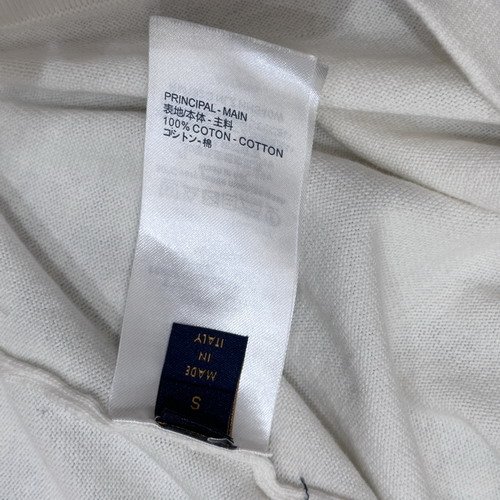 PRINCIPAL - MAIN
表地/本体 - 主料
100% COTON - COTTON
コットン - 棉
MADE
IN
ITALY
S